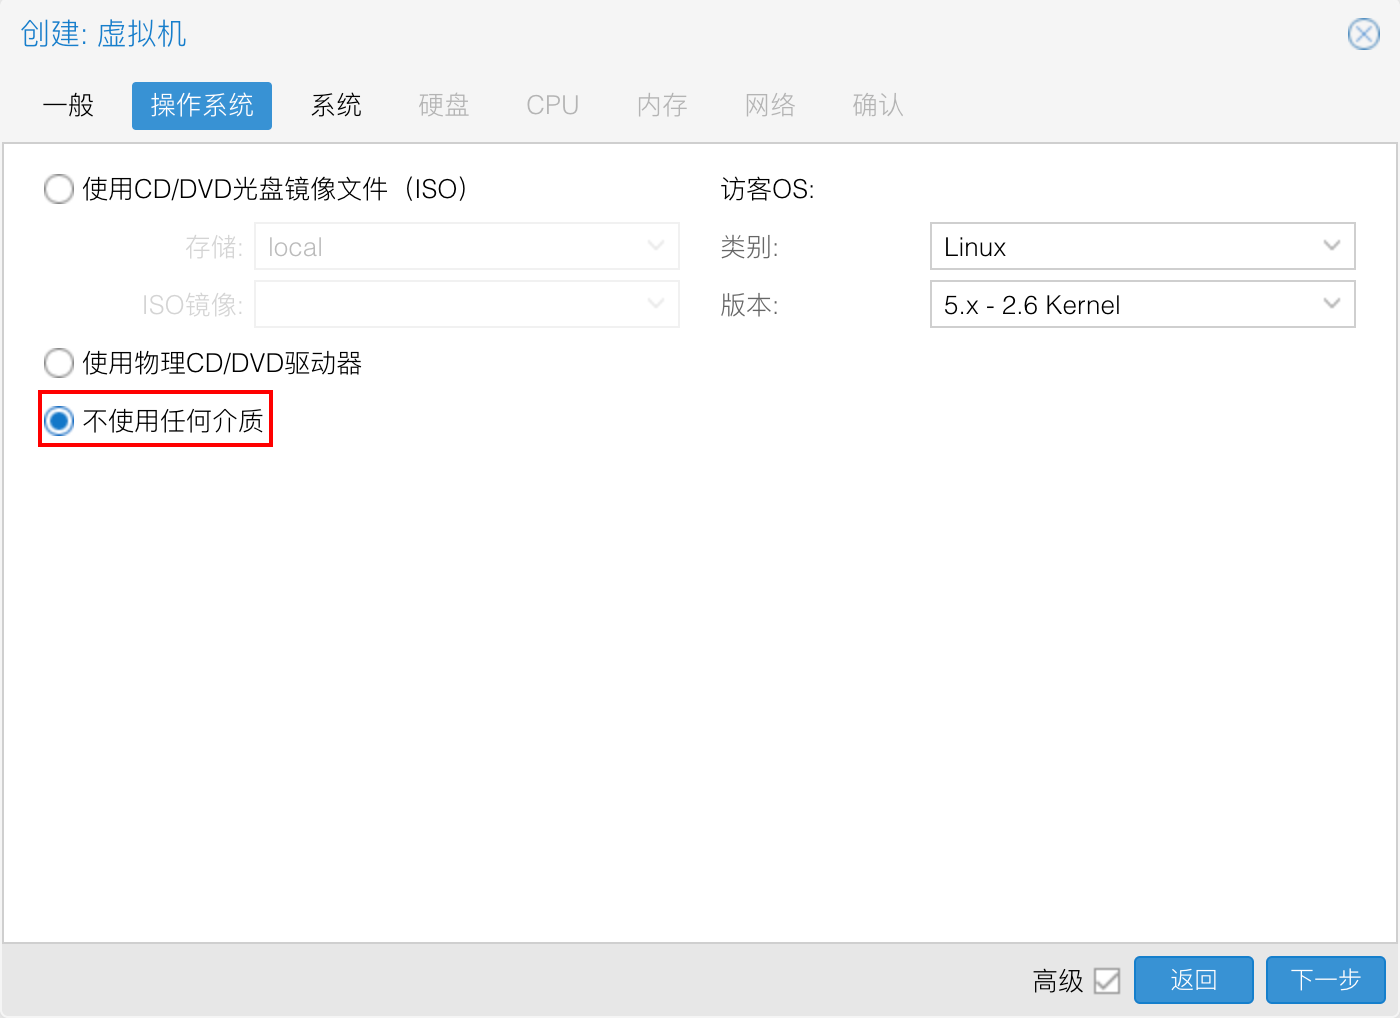 创建: 虚拟机
一般 操作系统 系统 硬盘 CPU 内存 网络 确认
使用CD/DVD光盘镜像文件（ISO） 访客OS:
存储: local 类别: Linux
ISO镜像: 版本: 5.x - 2.6 Kernel
使用物理CD/DVD驱动器
不使用任何介质
高级 返回 下一步